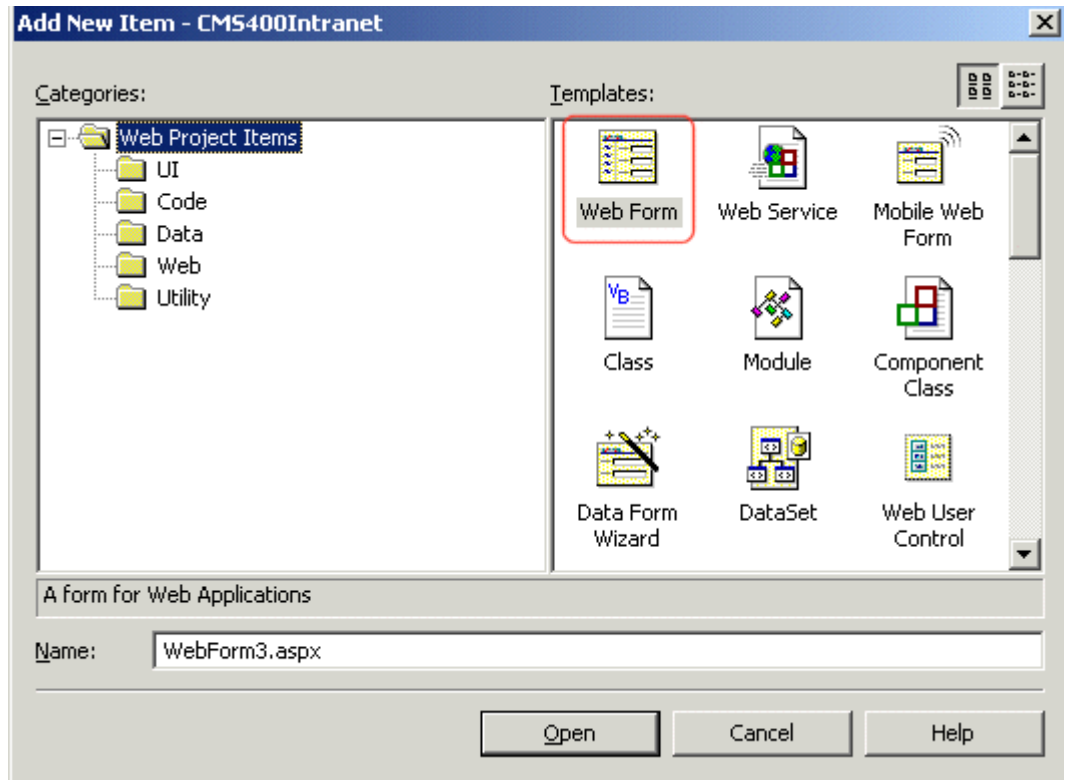 Add New Item - CMS400Intranet
Categories:
Templates:
Web Project Items
UI
Code
Data
Web
Utility
Web Form
Web Service
Mobile Web
Form
VB
Class
Module
Component
Class
Data Form
Wizard
DataSet
Web User
Control
A form for Web Applications
Name:
WebForm3.aspx
Open
Cancel
Help